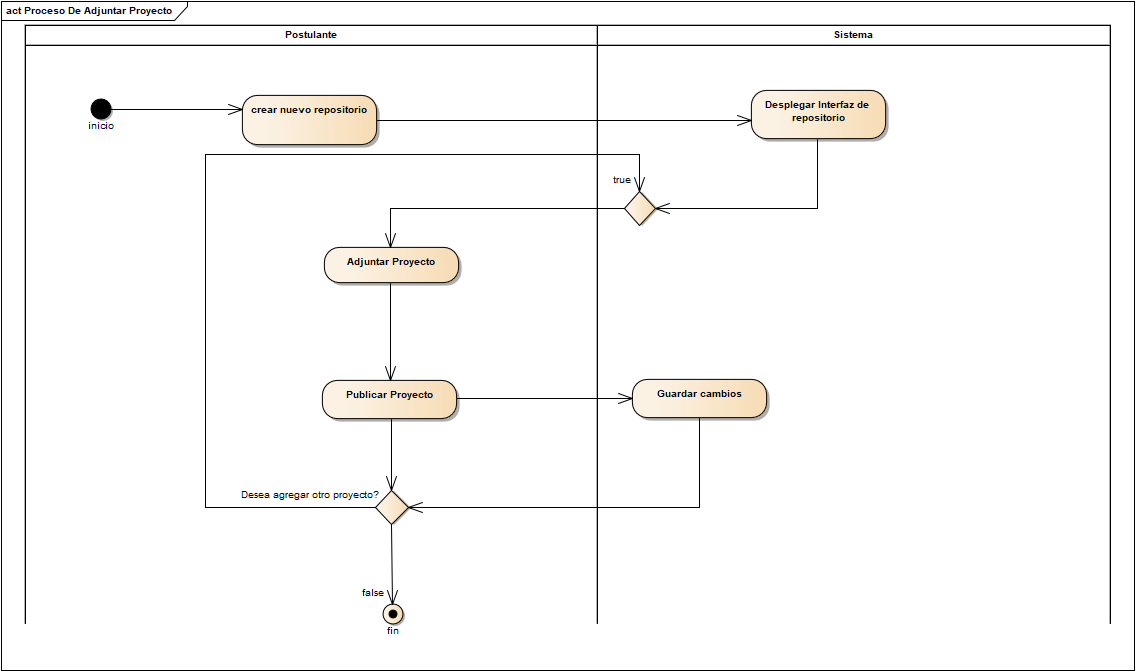 act Proceso De Adjuntar Proyecto
Postulante
Sistema
inicio
crear nuevo repositorio
Desplegar Interfaz de
repositorio
true
Adjuntar Proyecto
Publicar Proyecto
Guardar cambios
Desea agregar otro proyecto?
false
fin